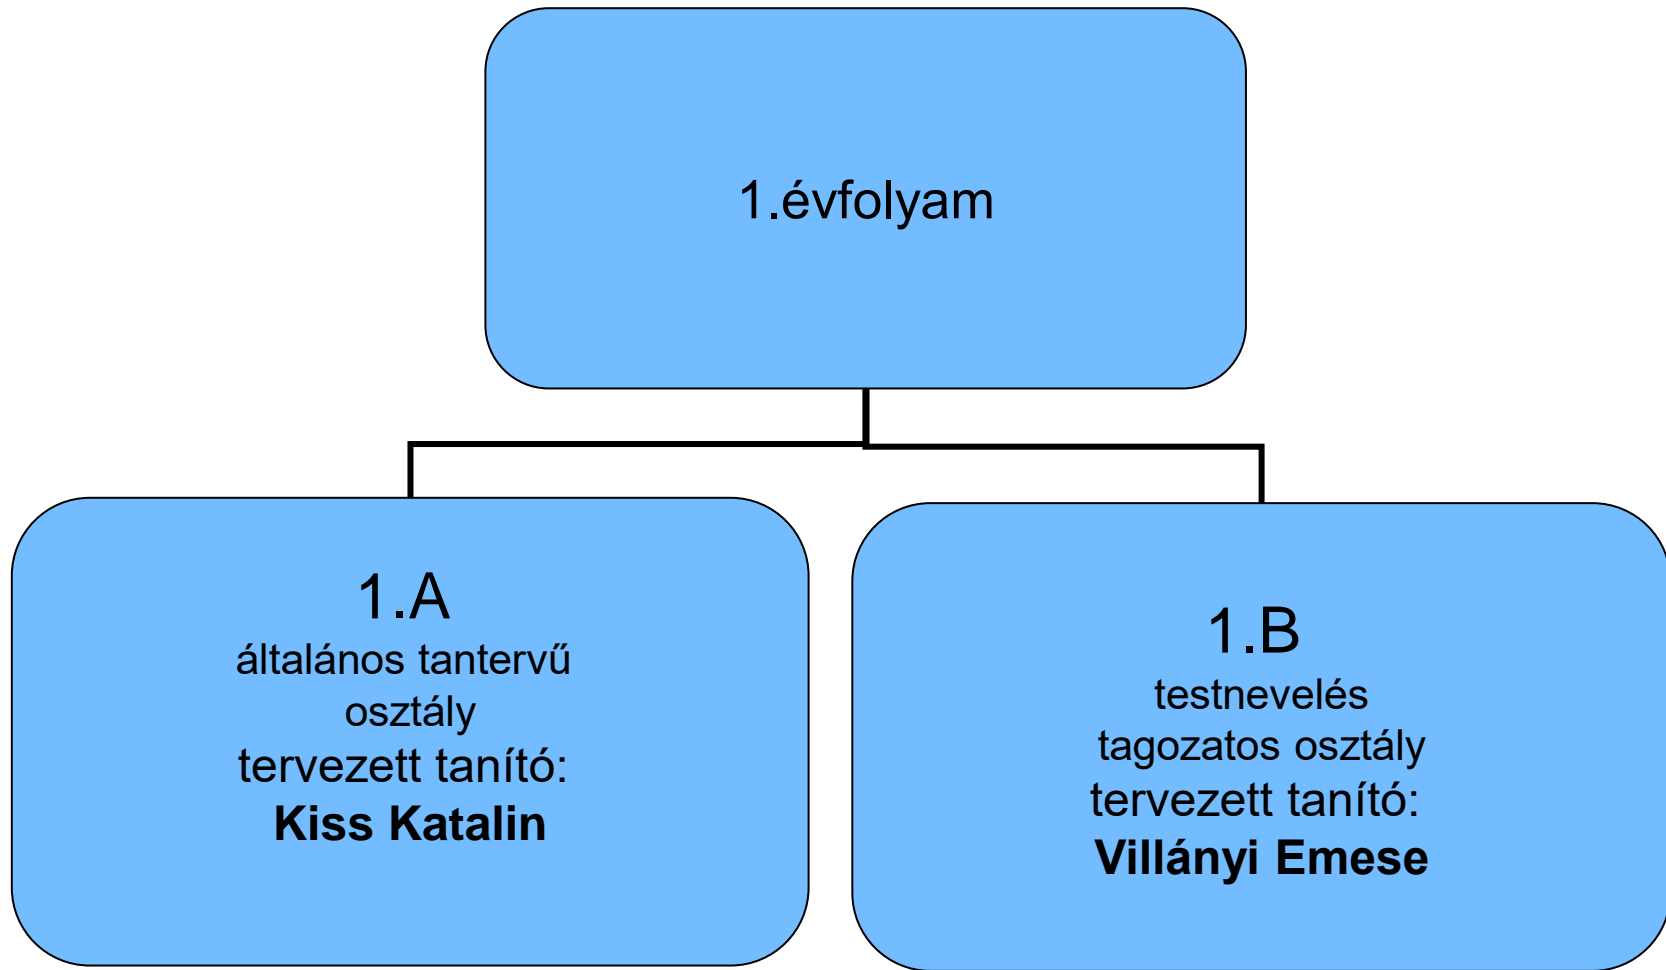 1.évfolyam
1.A
általános tantervű
osztály
tervezett tanító:
Kiss Katalin
1.B
testnevelés
tagozatos osztály
tervezett tanító:
Villányi Emese